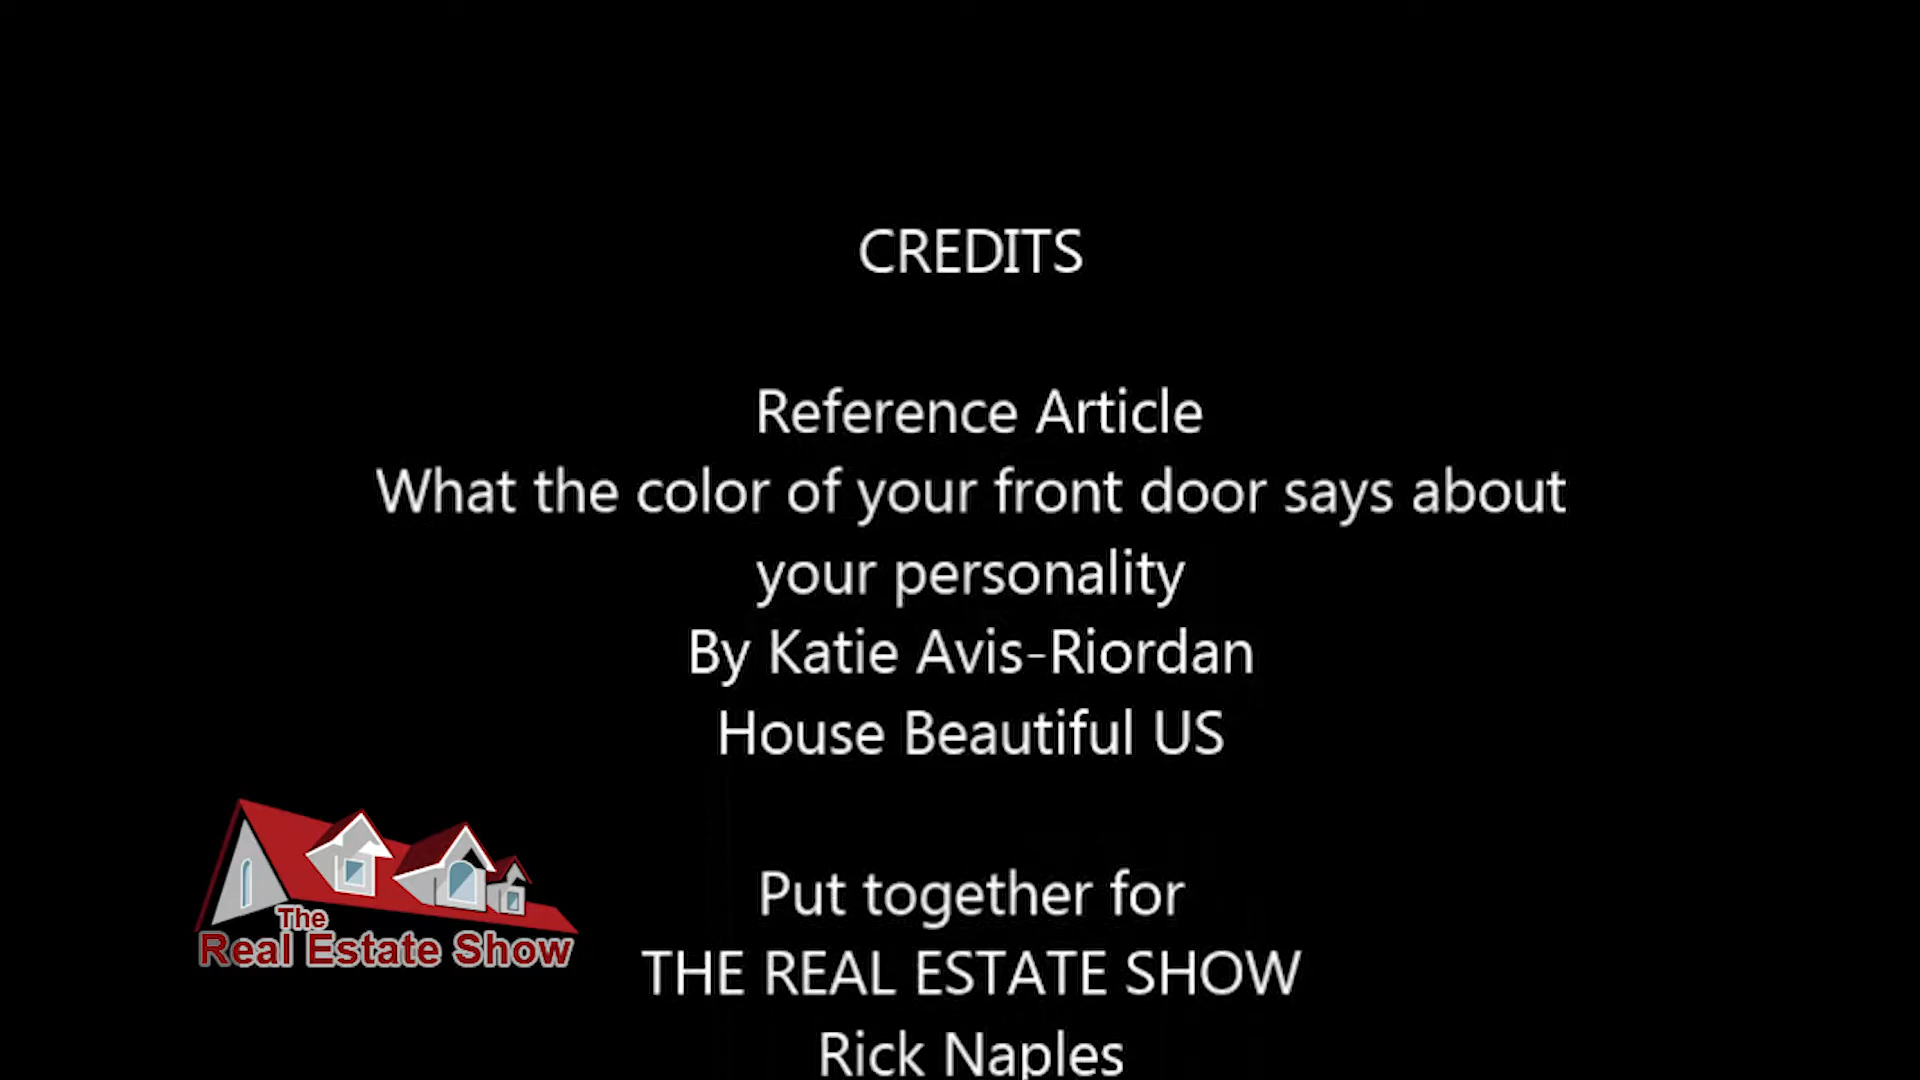 CREDITS
Reference Article
What the color of your front door says about
your personality
By Katie Avis-Riordan
House Beautiful US
Put together for
THE REAL ESTATE SHOW
Rick Naples
The
Real Estate Show